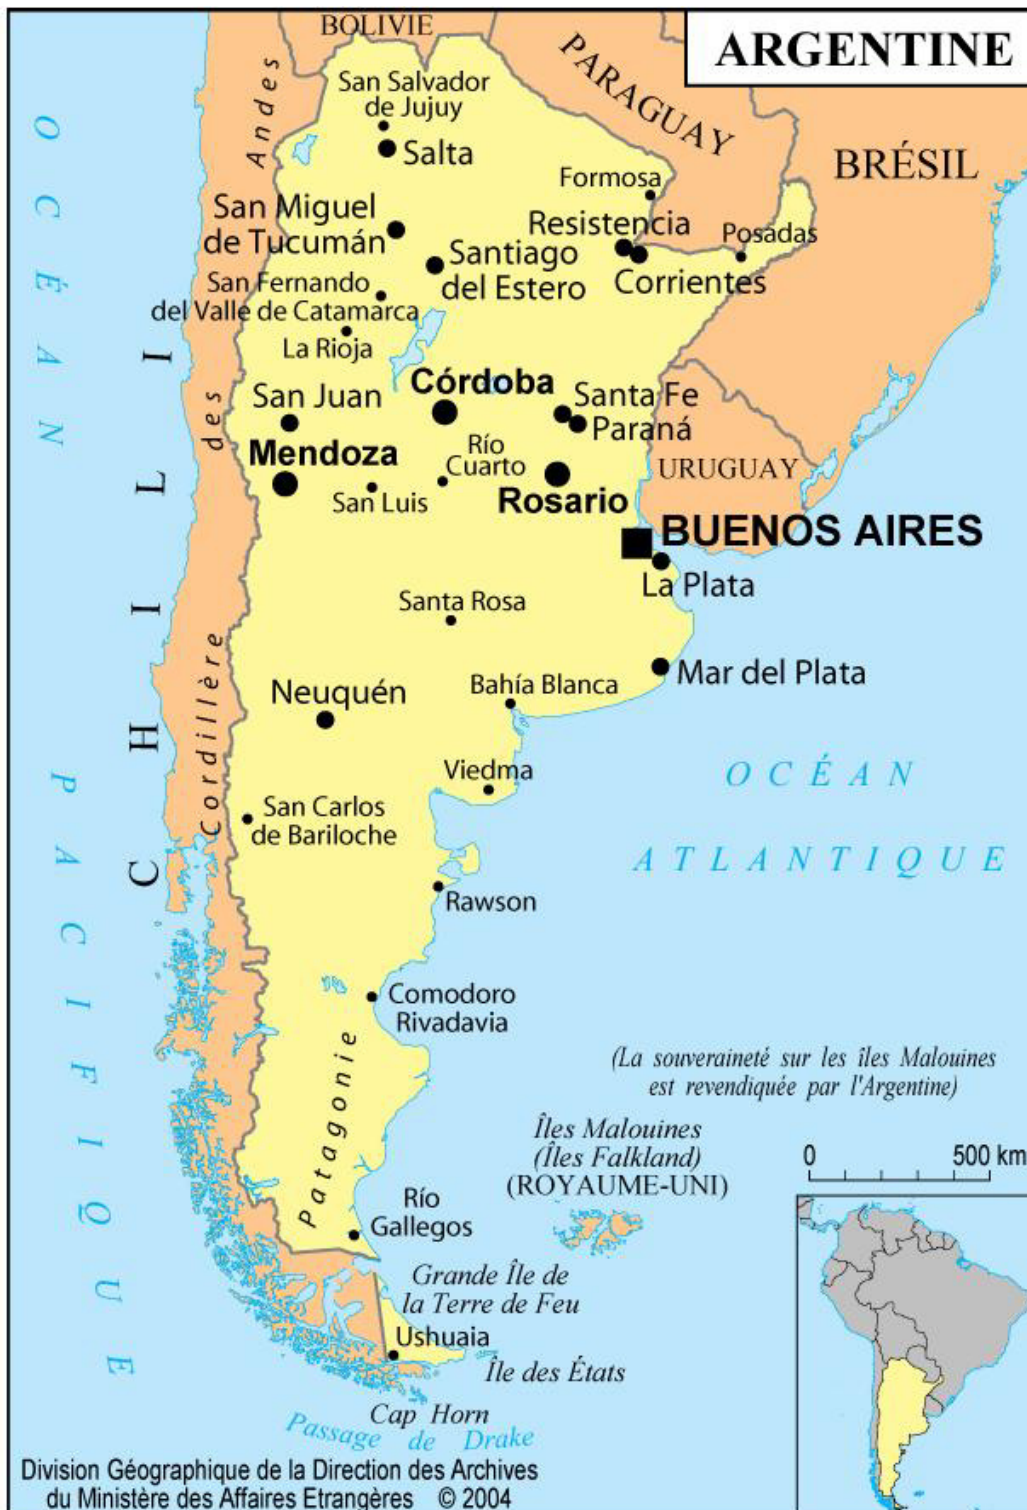 ARGENTINE
BOLIVIE
PARAGUAY
BRÉSIL
San Salvador
de Jujuy
Salta
Andes
Formosa
San Miguel
de Tucumán
Resistencia
Posadas
Santiago
del Estero
Corrientes
San Fernando
del Valle de Catamarca
La Rioja
OCÉAN
Córdoba
San Juan
Santa Fe
Paraná
des
Mendoza
Río
Cuarto
URUGUAY
San Luis
Rosario
BUENOS AIRES
La Plata
CHILI
Santa Rosa
Cordillère
Mar del Plata
Neuquén
Bahía Blanca
Viedma
OCÉAN
ATLANTIQUE
San Carlos
de Bariloche
Rawson
PACIFIQUE
Comodoro
Rivadavia
Patagonie
(La souveraineté sur les îles Malouines
est revendiquée par l'Argentine)
Îles Malouines
(Îles Falkland)
(ROYAUME-UNI)
0 500 km
Río
Gallegos
Grande Île de
la Terre de Feu
Ushuaia
Île des États
Cap Horn
Passage de Drake
Division Géographique de la Direction des Archives
du Ministère des Affaires Etrangères © 2004